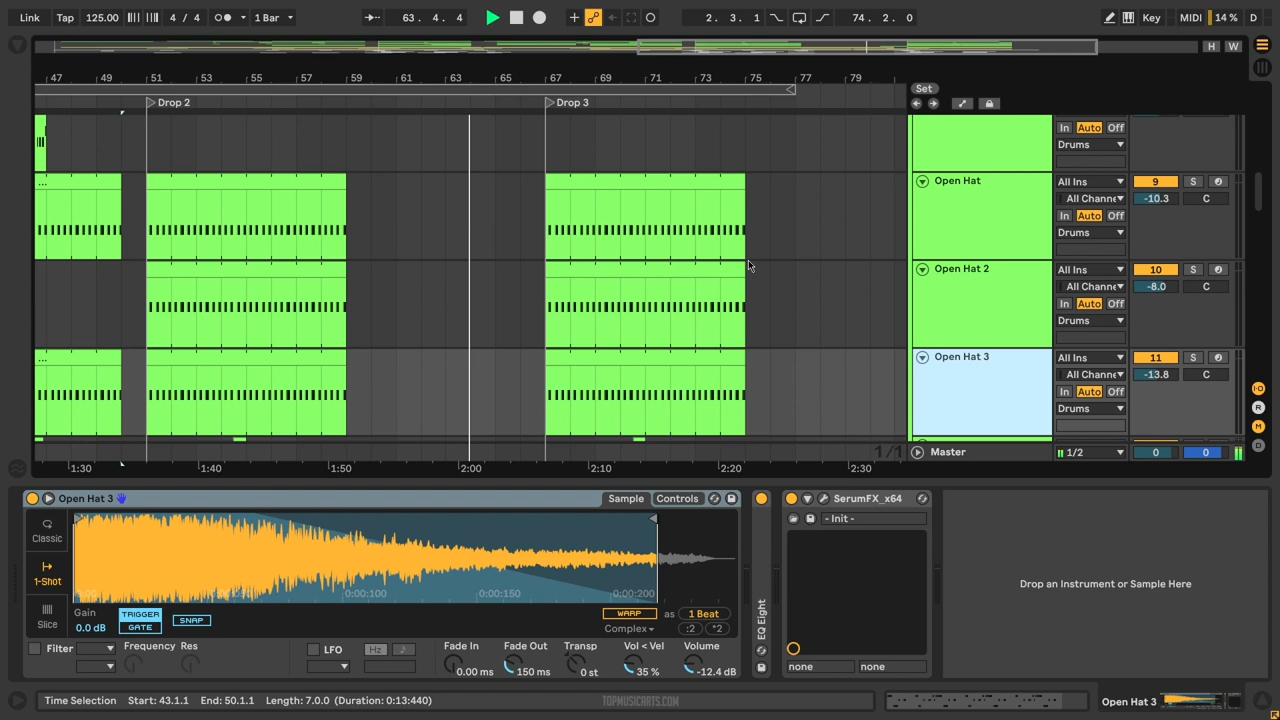 Link Tap 125.00 4 / 4 1 Bar 63. 4. 4 2. 3. 1 74. 2. 0 Key MIDI 14 % D
H W
47 49 51 53 55 57 59 61 63 65 67 69 71 73 75 77 79
Set
Drop 2 Drop 3
In Auto Off
Drums
... Open Hat All Ins 9 S
All Channe -10.3 C
In Auto Off
Drums
Open Hat 2 All Ins 10 S
All Channe -8.0 C
In Auto Off
Drums
... Open Hat 3 All Ins 11 S
All Channe -13.8 C
In Auto Off
Drums
I·O
R
M
D
1/1 Master 1/2 0 0
1:30 1:40 1:50 2:00 2:10 2:20 2:30
Open Hat 3 Sample Controls
SerumFX_x64
- Init -
Classic
1-Shot
Slice
0:00:100 0:00:150 0:00:200
Gain
0.0 dB
TRIGGER
GATE
SNAP
WARP as 1 Beat
Complex :2 *2
EQ Eight
Drop an Instrument or Sample Here
Filter Frequency Res LFO Hz Fade In Fade Out Transp Vol < Vel Volume
0.00 ms 150 ms 0 st 35 % -12.4 dB
none none
Time Selection Start: 43.1.1 End: 50.1.1 Length: 7.0.0 (Duration: 0:13:440)
TOPMUSICARTS.COM
Open Hat 3